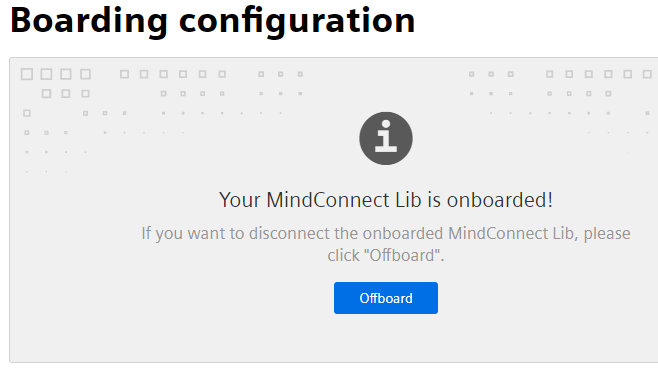 Boarding configuration
Your MindConnect Lib is onboarded!
If you want to disconnect the onboarded MindConnect Lib, please
click "Offboard".
Offboard